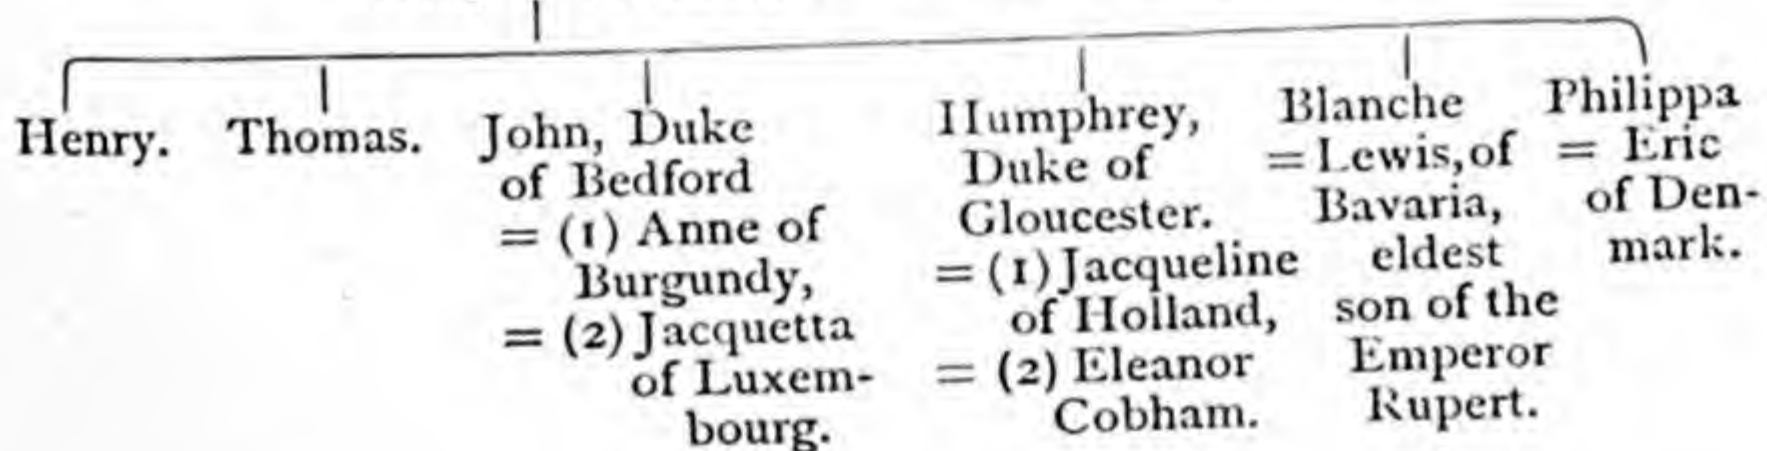 Henry.
Thomas.
John, Duke
of Bedford
= (1) Anne of
Burgundy,
= (2) Jacquetta
of Luxem-
bourg.
Humphrey,
Duke of
Gloucester.
= (1) Jacqueline
of Holland,
= (2) Eleanor
Cobham.
Blanche
= Lewis, of
Bavaria,
eldest
son of the
Emperor
Rupert.
Philippa
= Eric
of Den-
mark.